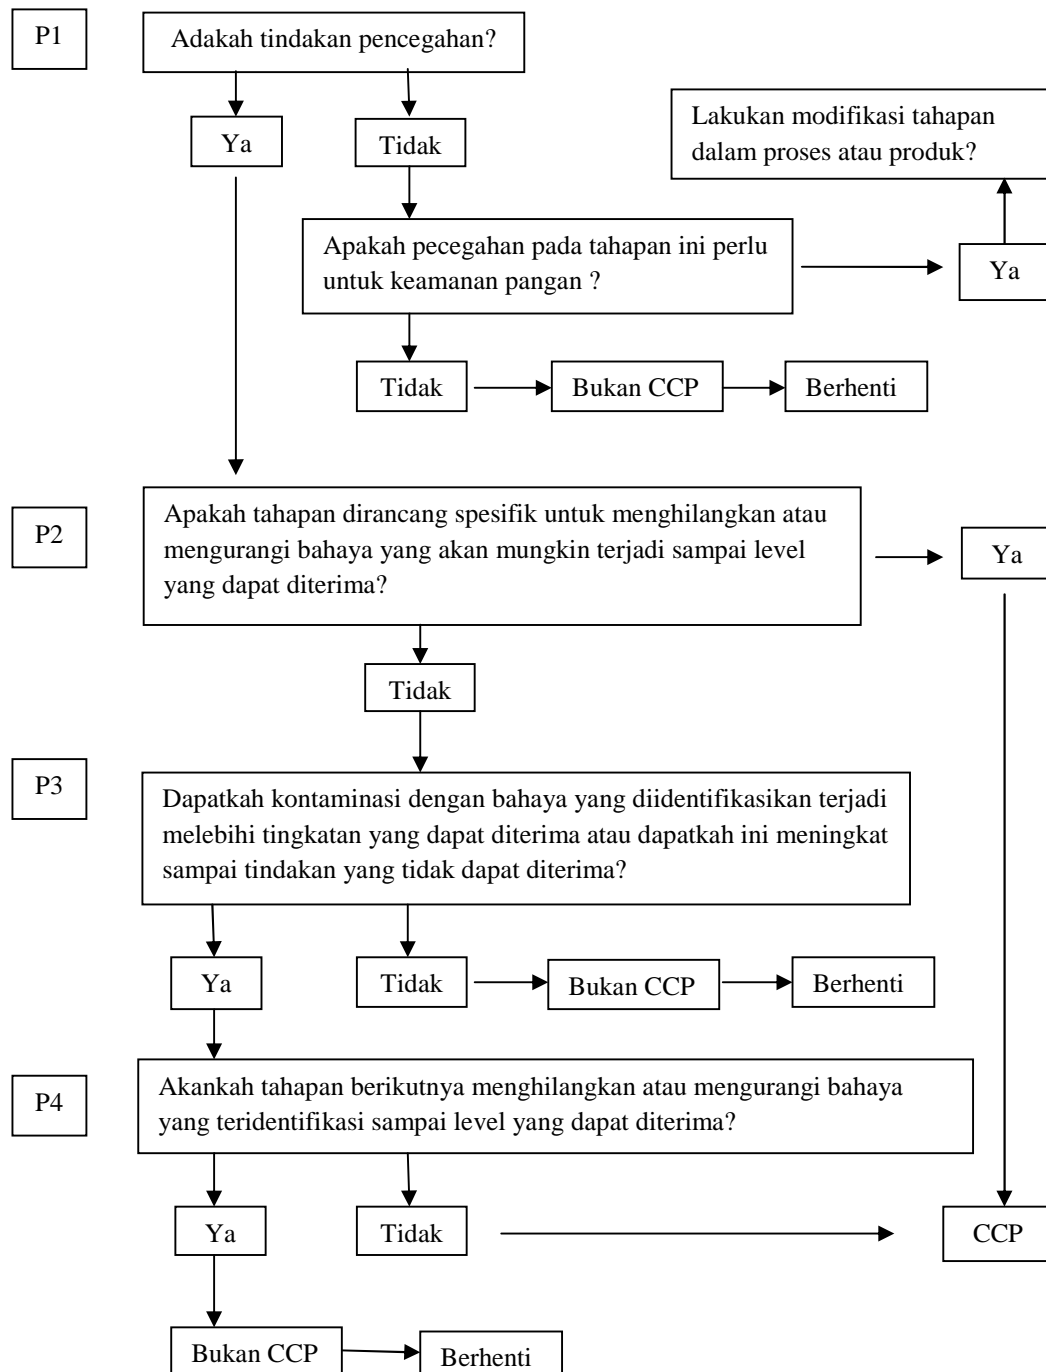 P1
Adakah tindakan pencegahan?
Ya
Tidak
Lakukan modifikasi tahapan
dalam proses atau produk?
Apakah pecegahan pada tahapan ini perlu
untuk keamanan pangan ?
Ya
Tidak
Bukan CCP
Berhenti
P2
Apakah tahapan dirancang spesifik untuk menghilangkan atau
mengurangi bahaya yang akan mungkin terjadi sampai level
yang dapat diterima?
Ya
Tidak
P3
Dapatkah kontaminasi dengan bahaya yang diidentifikasikan terjadi
melebihi tingkatan yang dapat diterima atau dapatkah ini meningkat
sampai tindakan yang tidak dapat diterima?
Ya
Tidak
Bukan CCP
Berhenti
P4
Akankah tahapan berikutnya menghilangkan atau mengurangi bahaya
yang teridentifikasi sampai level yang dapat diterima?
Ya
Tidak
CCP
Bukan CCP
Berhenti